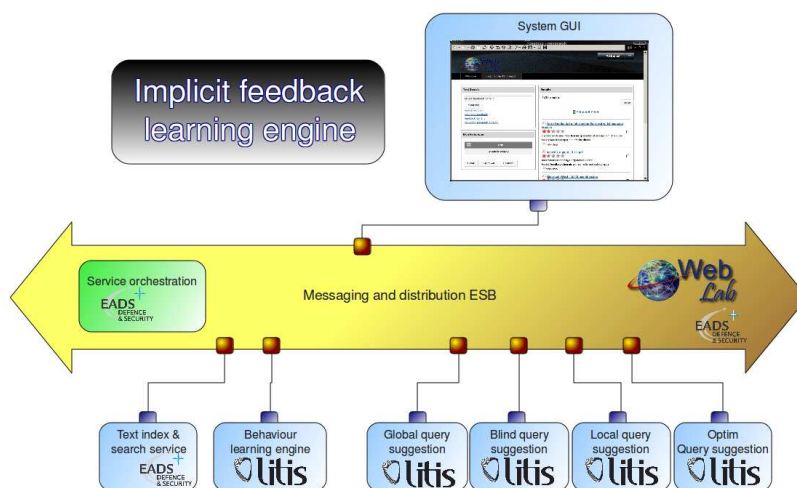 System GUI
Implicit feedback
learning engine
Service orchestration
EADS
DEFENCE
& SECURITY
Messaging and distribution ESB
Web
Lab
EADS
DEFENCE
& SECURITY
Text index &
search service
EADS
DEFENCE
& SECURITY
Behaviour
learning engine
litis
Global query
suggestion
litis
Blind query
suggestion
litis
Local query
suggestion
litis
Optim
Query suggestion
litis